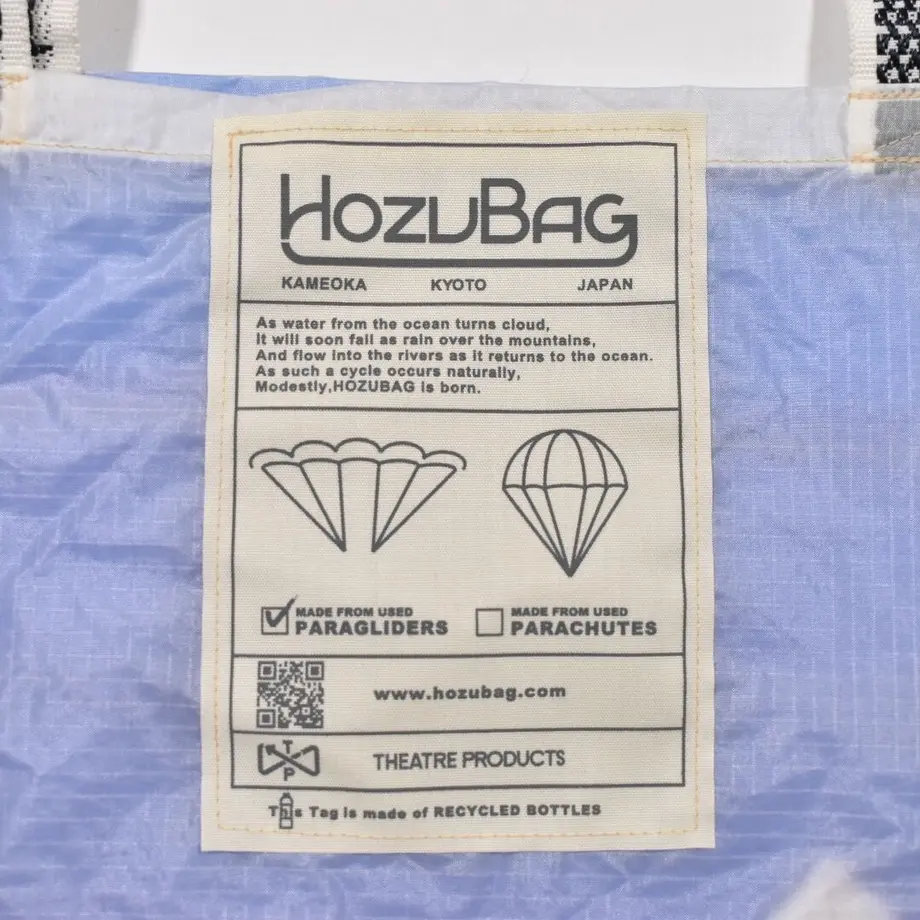 HOZUBAG
KAMEOKA KYOTO JAPAN
As water from the ocean turns cloud,
It will soon fall as rain over the mountains,
And flow into the rivers as it returns to the ocean.
As such a cycle occurs naturally,
Modestly,HOZUBAG is born.
MADE FROM USED
PARAGLIDERS
MADE FROM USED
PARACHUTES
www.hozubag.com
T
P
THEATRE PRODUCTS
This Tag is made of RECYCLED BOTTLES